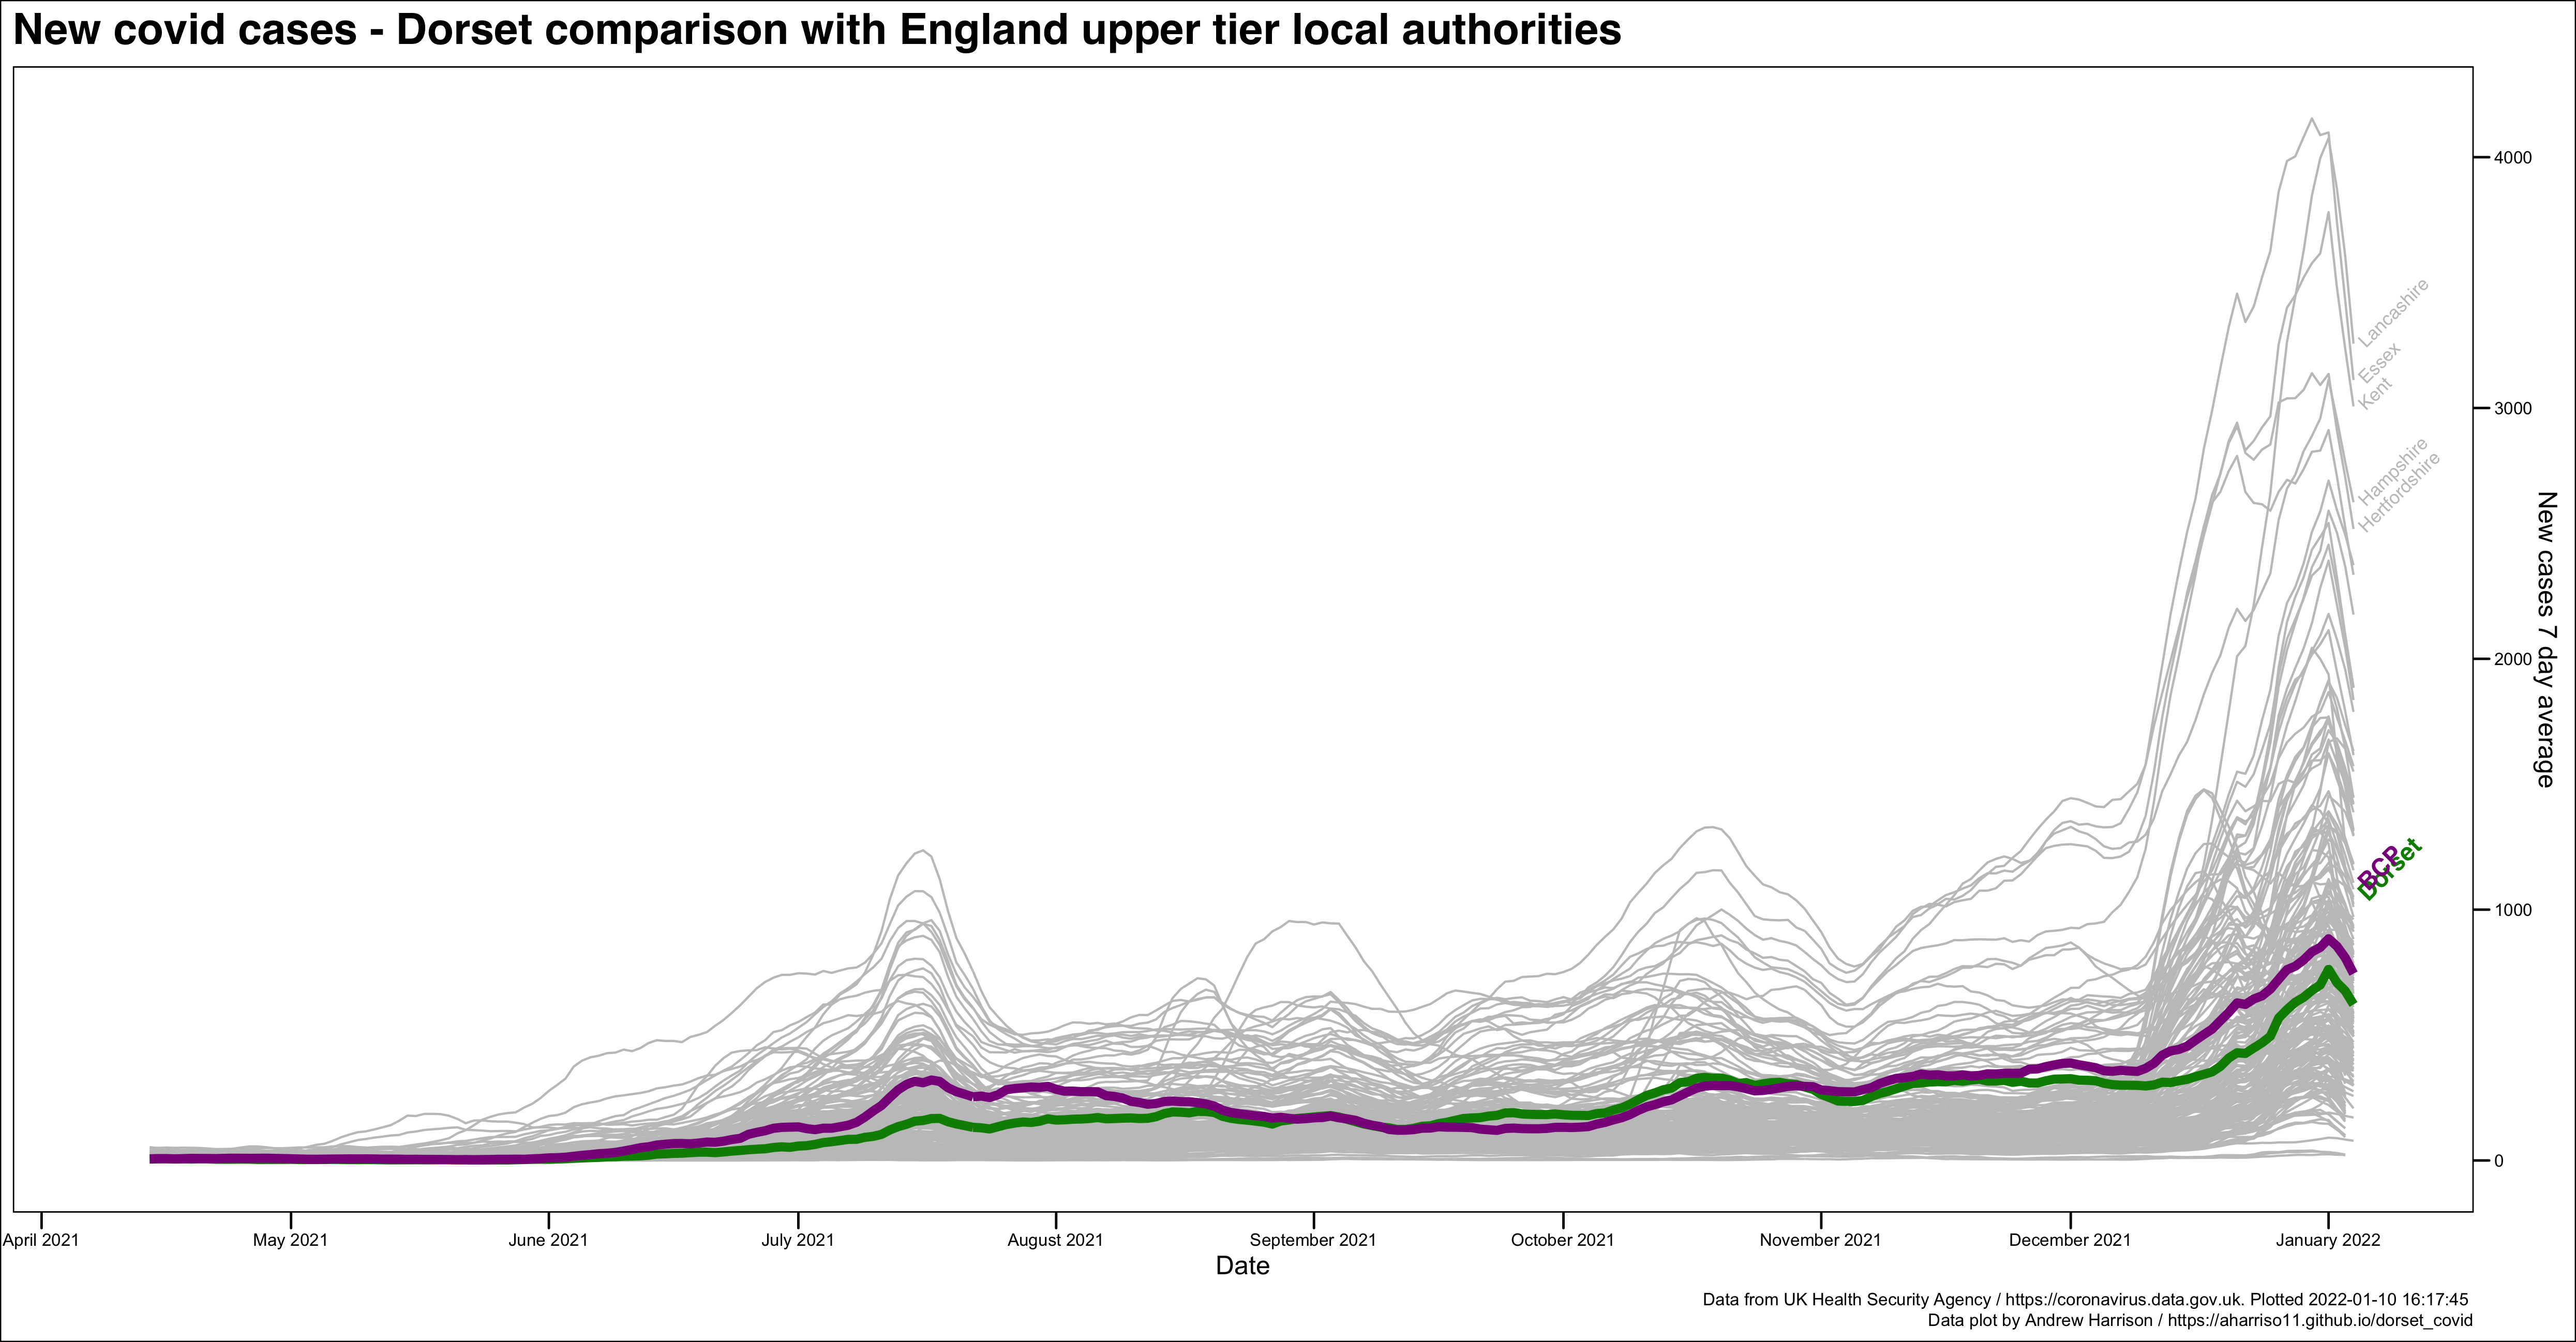 New covid cases - Dorset comparison with England upper tier local authorities
4000
3000
2000
1000
0
New cases 7 day average
Lancashire
Essex
Kent
Hampshire
Hertfordshire
BCP
Dorset
April 2021
May 2021
June 2021
July 2021
August 2021
September 2021
October 2021
November 2021
December 2021
January 2022
Date
Data from UK Health Security Agency / https://coronavirus.data.gov.uk. Plotted 2022-01-10 16:17:45
Data plot by Andrew Harrison / https://aharriso11.github.io/dorset_covid